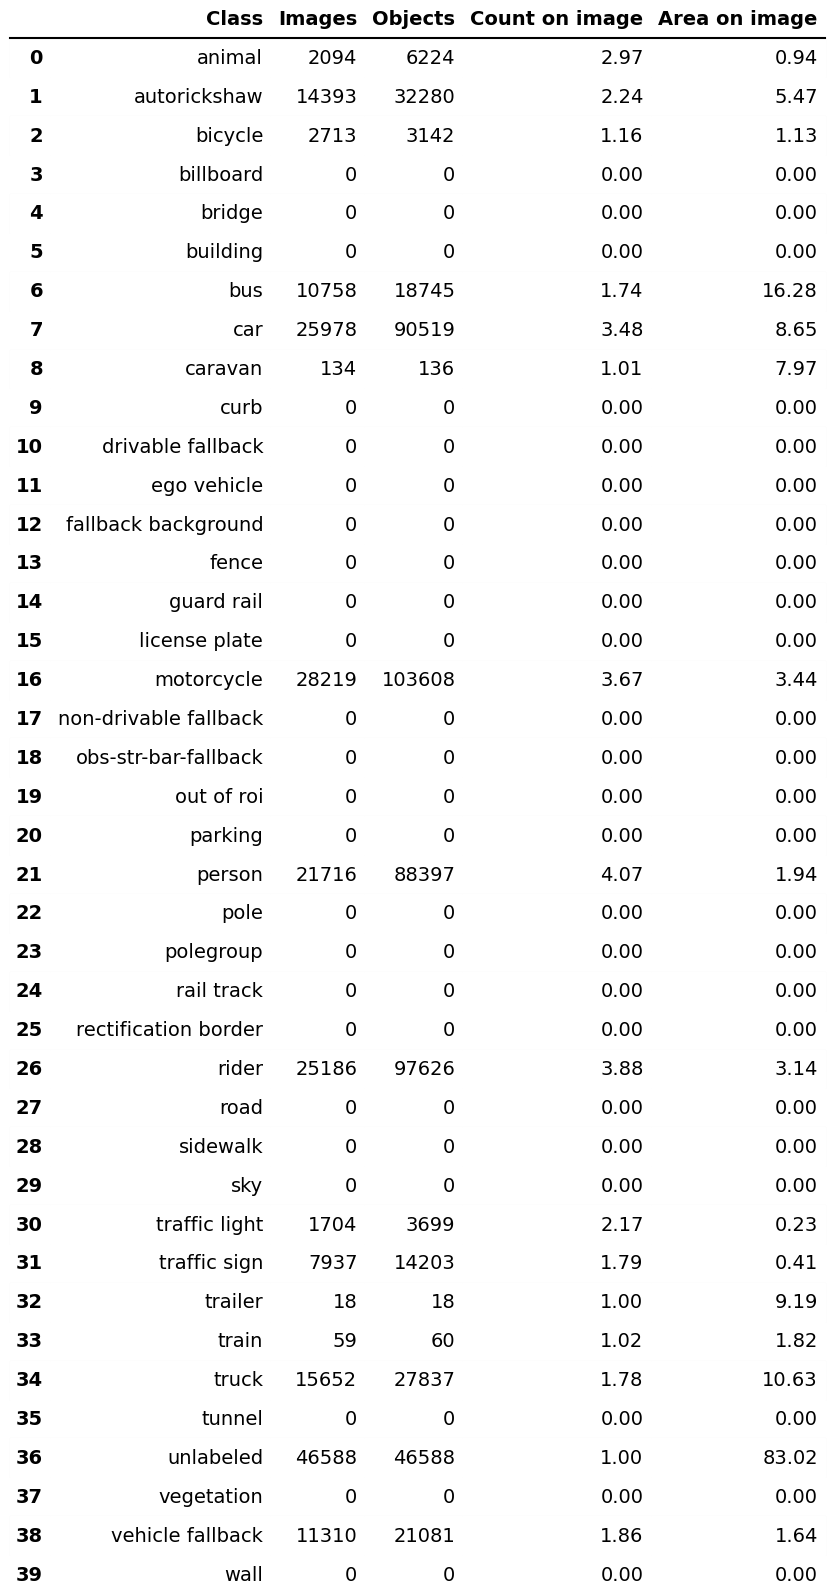 Class Images Objects Count on image Area on image
0 animal 2094 6224 2.97 0.94
1 autorickshaw 14393 32280 2.24 5.47
2 bicycle 2713 3142 1.16 1.13
3 billboard 0 0 0.00 0.00
4 bridge 0 0 0.00 0.00
5 building 0 0 0.00 0.00
6 bus 10758 18745 1.74 16.28
7 car 25978 90519 3.48 8.65
8 caravan 134 136 1.01 7.97
9 curb 0 0 0.00 0.00
10 drivable fallback 0 0 0.00 0.00
11 ego vehicle 0 0 0.00 0.00
12 fallback background 0 0 0.00 0.00
13 fence 0 0 0.00 0.00
14 guard rail 0 0 0.00 0.00
15 license plate 0 0 0.00 0.00
16 motorcycle 28219 103608 3.67 3.44
17 non-drivable fallback 0 0 0.00 0.00
18 obs-str-bar-fallback 0 0 0.00 0.00
19 out of roi 0 0 0.00 0.00
20 parking 0 0 0.00 0.00
21 person 21716 88397 4.07 1.94
22 pole 0 0 0.00 0.00
23 polegroup 0 0 0.00 0.00
24 rail track 0 0 0.00 0.00
25 rectification border 0 0 0.00 0.00
26 rider 25186 97626 3.88 3.14
27 road 0 0 0.00 0.00
28 sidewalk 0 0 0.00 0.00
29 sky 0 0 0.00 0.00
30 traffic light 1704 3699 2.17 0.23
31 traffic sign 7937 14203 1.79 0.41
32 trailer 18 18 1.00 9.19
33 train 59 60 1.02 1.82
34 truck 15652 27837 1.78 10.63
35 tunnel 0 0 0.00 0.00
36 unlabeled 46588 46588 1.00 83.02
37 vegetation 0 0 0.00 0.00
38 vehicle fallback 11310 21081 1.86 1.64
39 wall 0 0 0.00 0.00